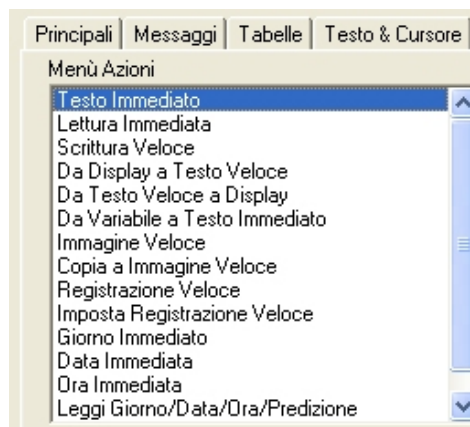 Principali Messaggi Tabelle Testo & Cursore
Menù Azioni
Testo Immediato
Lettura Immediata
Scrittura Veloce
Da Display a Testo Veloce
Da Testo Veloce a Display
Da Variabile a Testo Immediato
Immagine Veloce
Copia a Immagine Veloce
Registrazione Veloce
Imposta Registrazione Veloce
Giorno Immediato
Data Immediata
Ora Immediata
Leggi Giorno/Data/Ora/Predizione